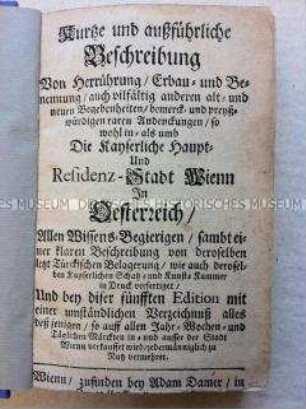 Kurtze und außführliche
Beschreibung
Von Herrührung / Erbau- und Be-
nennung / auch vilfältig anderen alt- und
neuen Begebenheiten / denck- und preyß-
würdigen raren Andenckungen / so
wohl in- als umb
Die Kayserliche Haupt-
Und
Residenz-Stadt Wienn
In
Oesterreich /
Allen Wissens-Begierigen / sambt ei-
ner klaren Beschreibung von deroselben
letzt Türckischen Belagerung / wie auch derosel-
ben Kayserlichen Schatz- und Kunst-Kammer
in Druck verfertiget /
Und bey diser fünfften Edition mit
einer umständlichen Verzeichnuß alles
deß jenigen / so auff allen Jahr- Wochen- und
Täglichen Märckten in- und ausser der Stadt
Wienn verkaufft wird / jedermänniglich zu
Nutz vermehret.
Wienn / zufinden bey Adam Damer / in